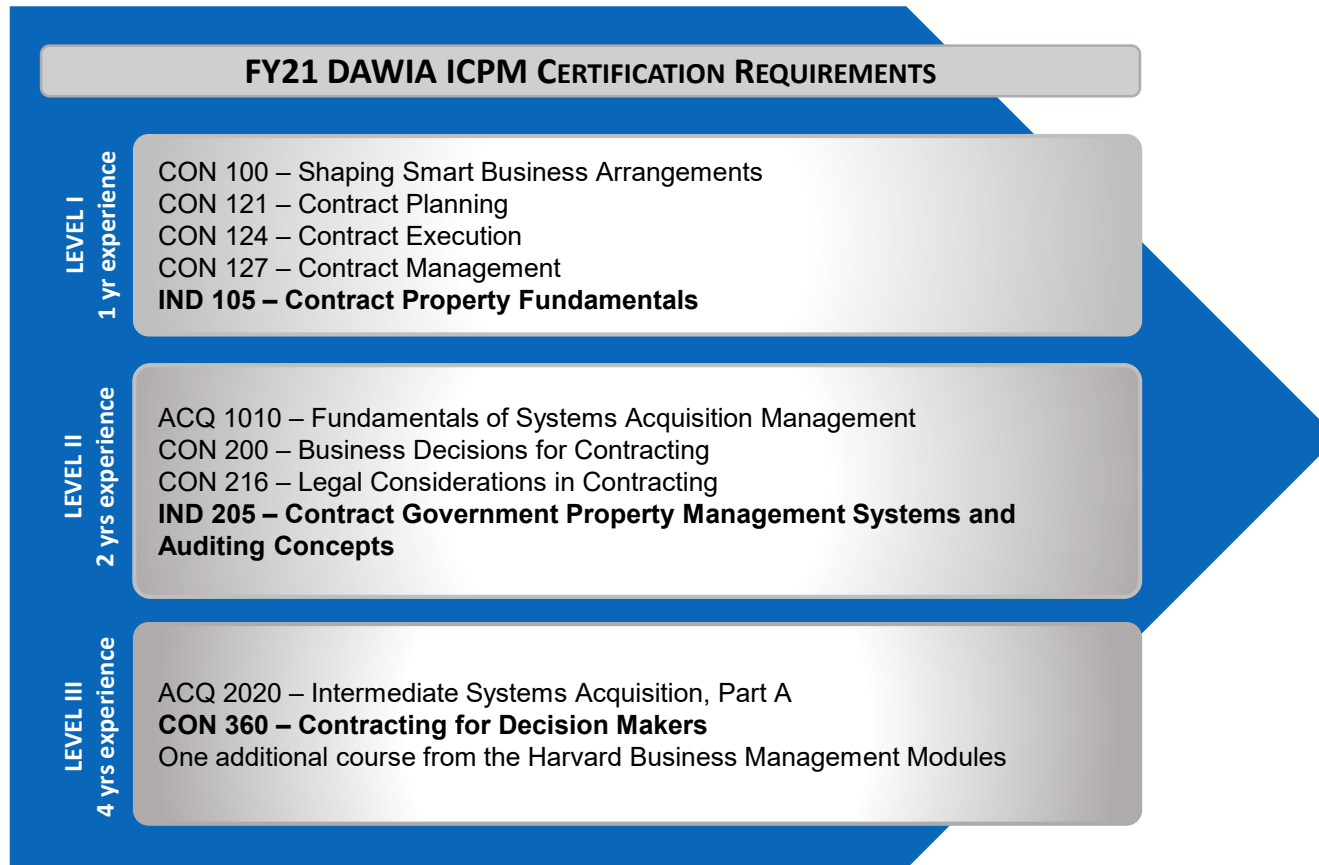 FY21 DAWIA ICPM CERTIFICATION REQUIREMENTS
LEVEL I
1 yr experience
CON 100 – Shaping Smart Business Arrangements
CON 121 – Contract Planning
CON 124 – Contract Execution
CON 127 – Contract Management
IND 105 – Contract Property Fundamentals
LEVEL II
2 yrs experience
ACQ 1010 – Fundamentals of Systems Acquisition Management
CON 200 – Business Decisions for Contracting
CON 216 – Legal Considerations in Contracting
IND 205 – Contract Government Property Management Systems and
Auditing Concepts
LEVEL III
4 yrs experience
ACQ 2020 – Intermediate Systems Acquisition, Part A
CON 360 – Contracting for Decision Makers
One additional course from the Harvard Business Management Modules